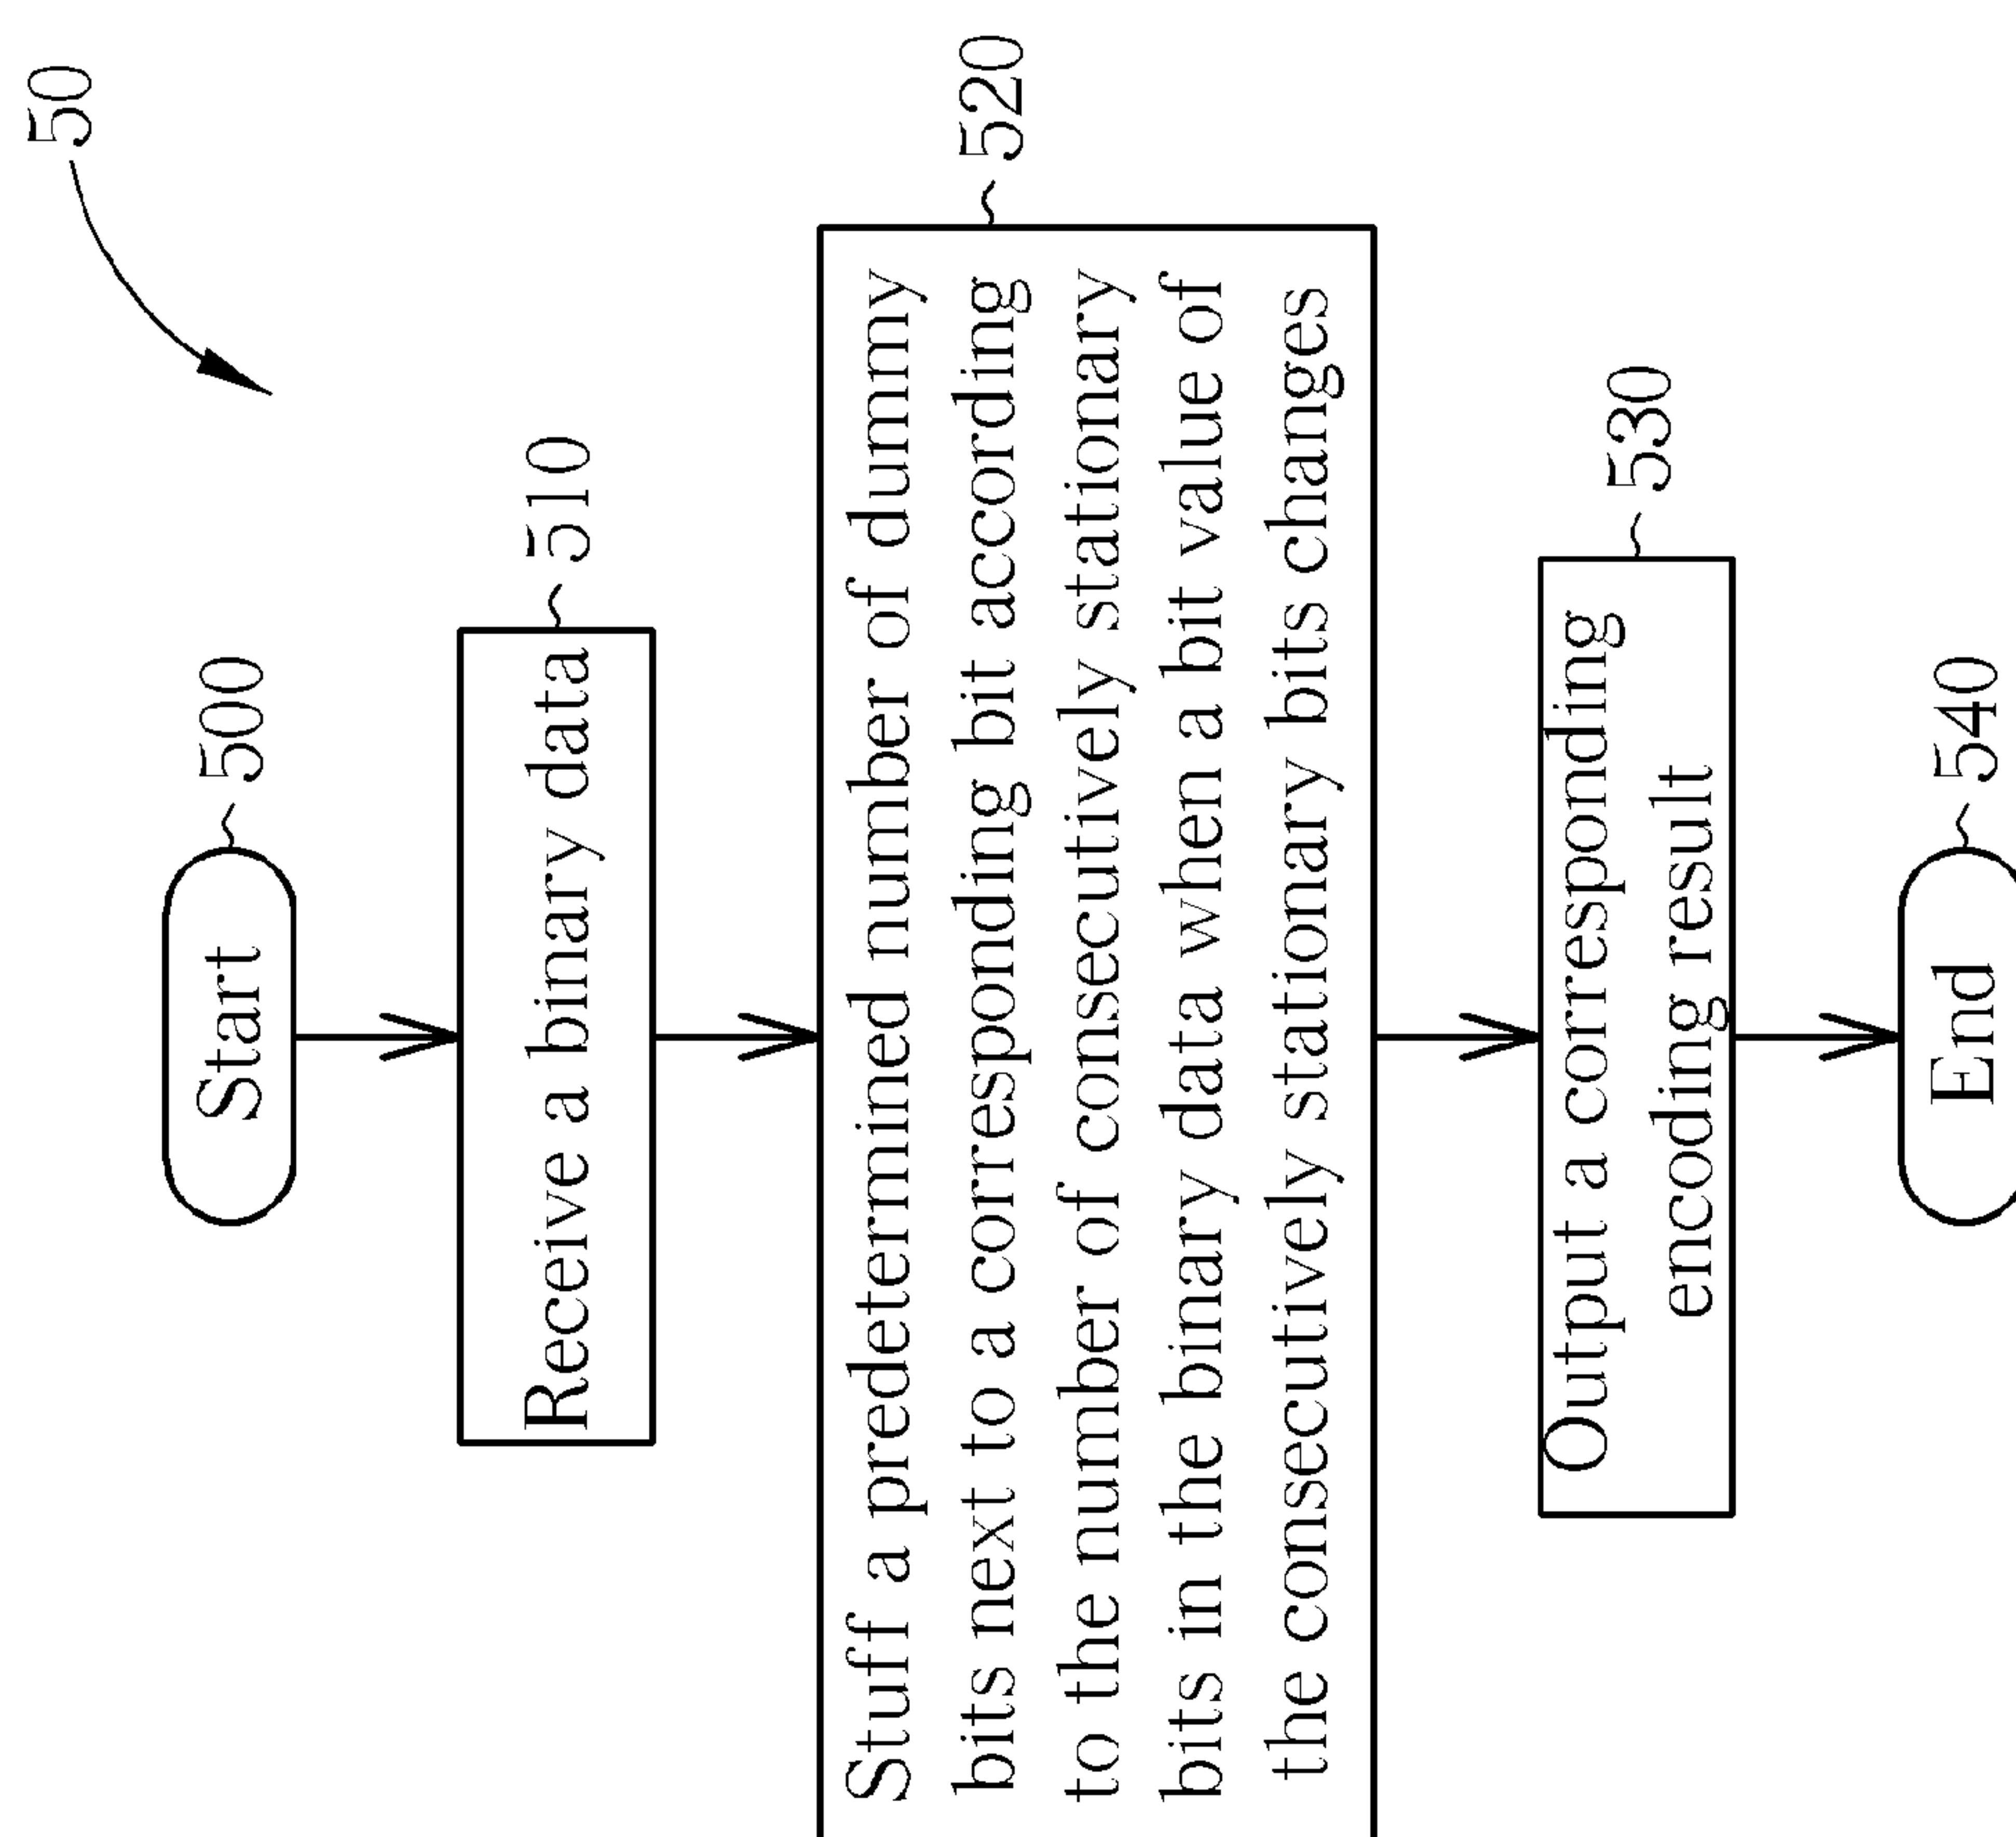 50
Start
500
Receive a binary data
510
Stuff a predetermined number of dummy
bits next to a corresponding bit according
to the number of consecutively stationary
bits in the binary data when a bit value of
the consecutively stationary bits changes
520
Output a corresponding
encoding result
530
End
540